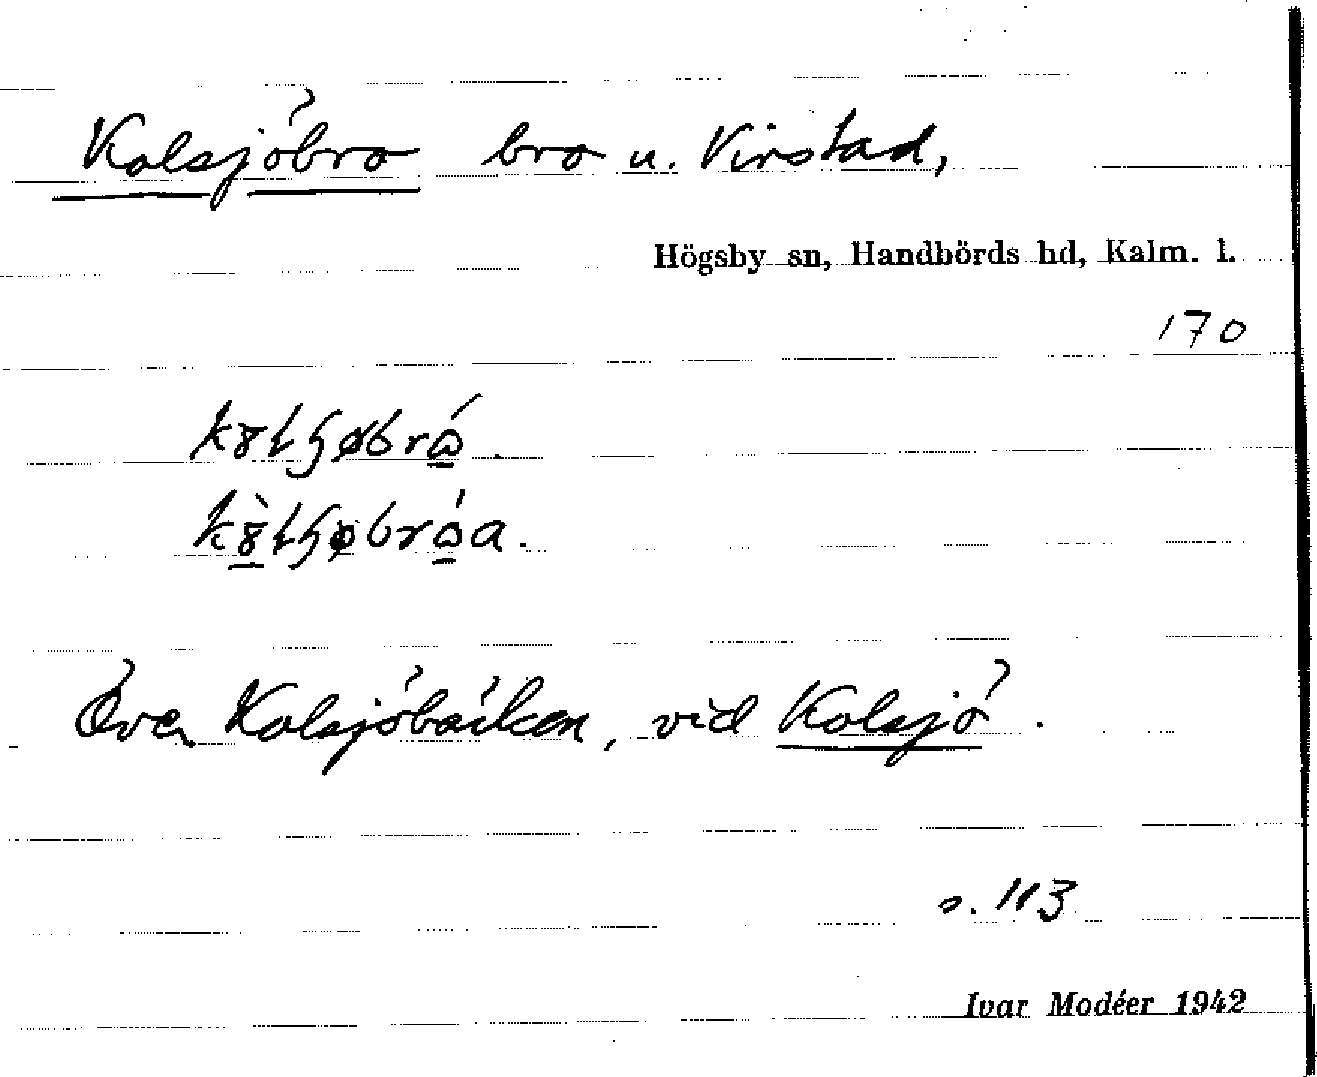 Kolsjöbro bro u. Virstad,
Högsby sn, Handbörds hd, Kalm. l.
170
Över Kolsjöbäcken, vid Kolsjö.
s. 113
Ivar Modéer 1942